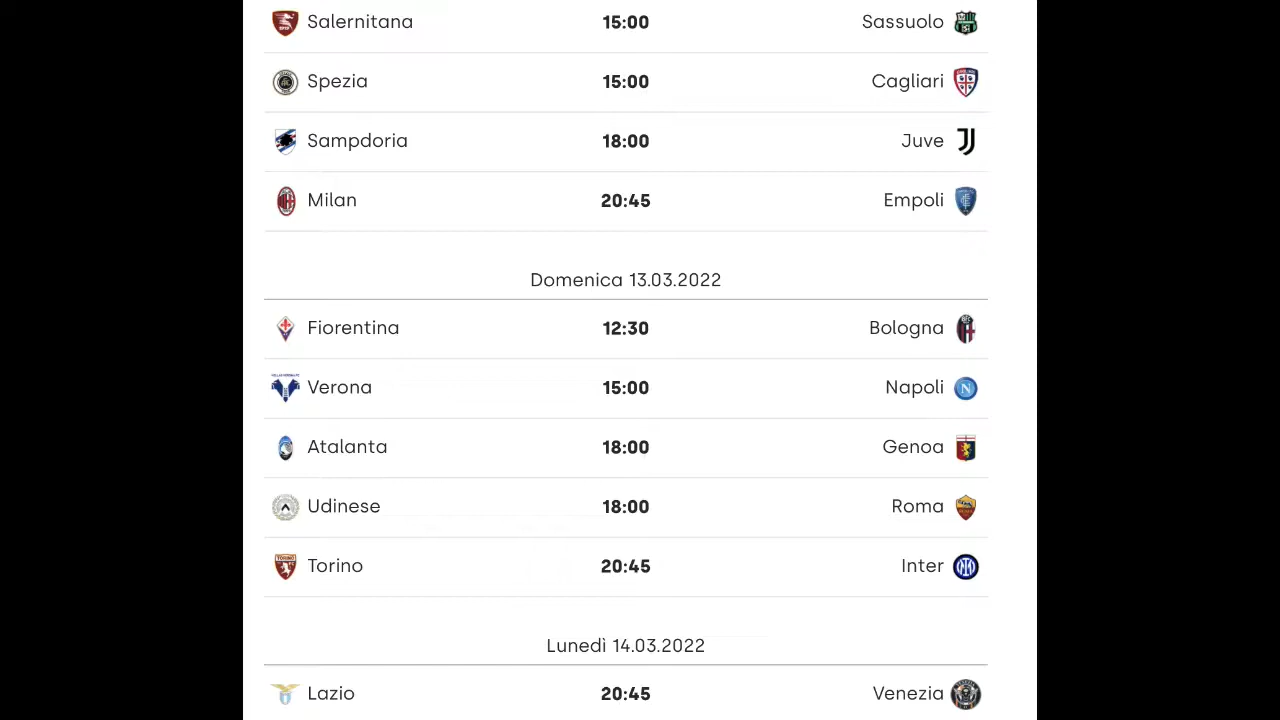 Salernitana 15:00 Sassuolo
Spezia 15:00 Cagliari
Sampdoria 18:00 Juve
Milan 20:45 Empoli
Domenica 13.03.2022
Fiorentina 12:30 Bologna
Verona 15:00 Napoli
Atalanta 18:00 Genoa
Udinese 18:00 Roma
Torino 20:45 Inter
Lunedì 14.03.2022
Lazio 20:45 Venezia